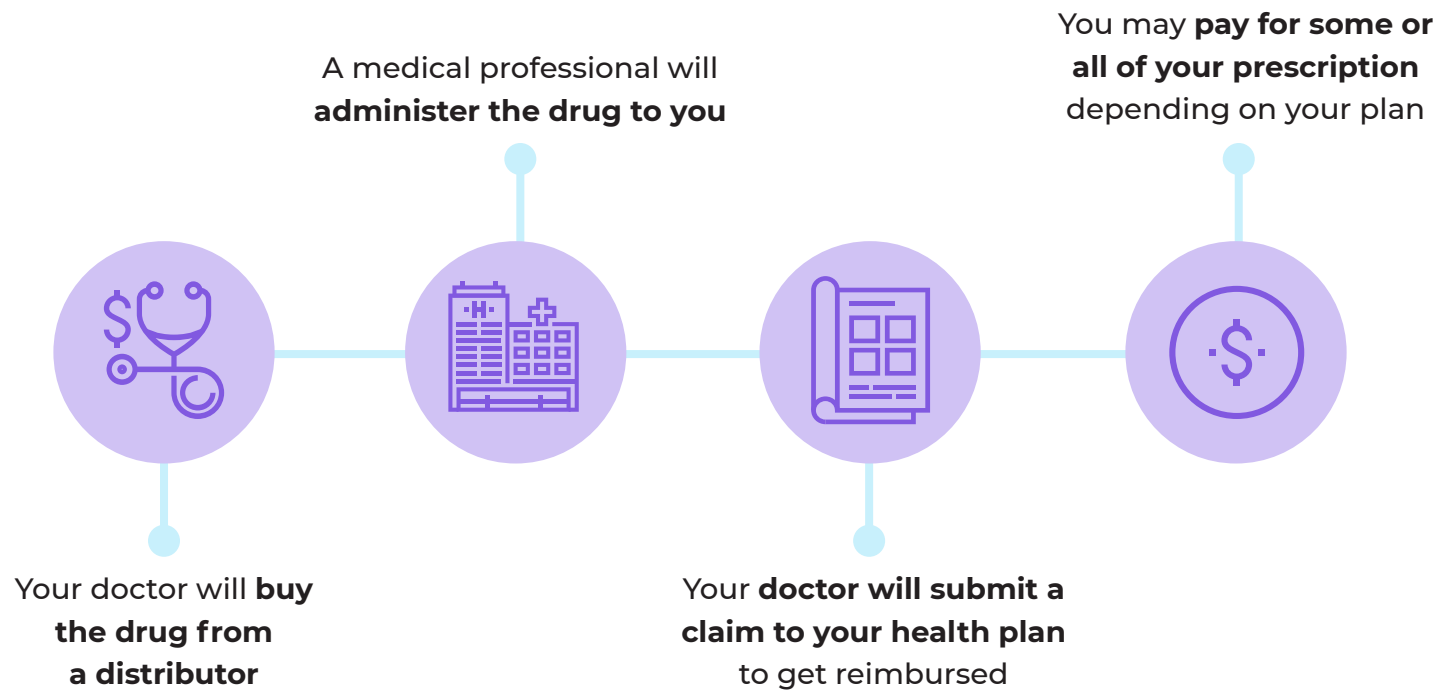 Your doctor will buy
the drug from
a distributor
A medical professional will
administer the drug to you
H
Your doctor will submit a
claim to your health plan
to get reimbursed
You may pay for some or
all of your prescription
depending on your plan